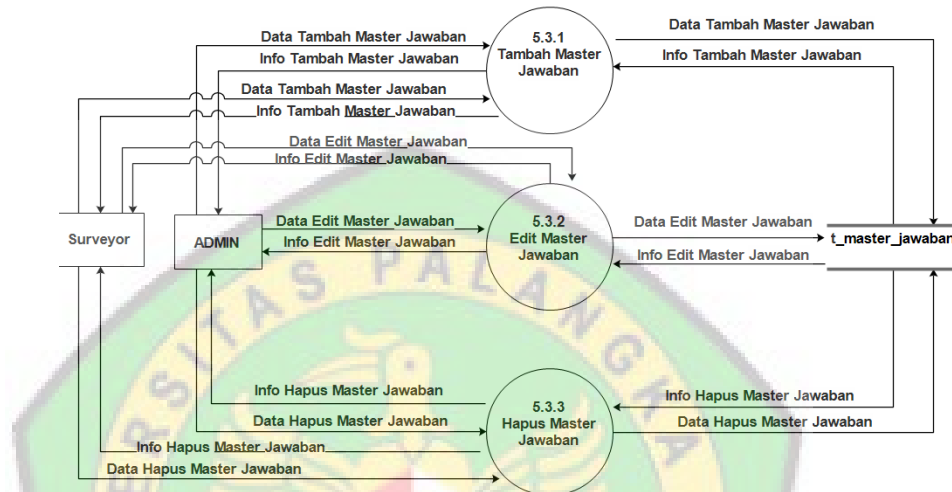 Data Tambah Master Jawaban
Info Tambah Master Jawaban
Data Tambah Master Jawaban
Info Tambah Master Jawaban
5.3.1
Tambah Master
Jawaban
Data Tambah Master Jawaban
Info Tambah Master Jawaban
Data Edit Master Jawaban
Info Edit Master Jawaban
Surveyor
ADMIN
Data Edit Master Jawaban
Info Edit Master Jawaban
5.3.2
Edit Master
Jawaban
Data Edit Master Jawaban
Info Edit Master Jawaban
t_master_jawaban
ERSITAS PALANGKA
Info Hapus Master Jawaban
Data Hapus Master Jawaban
Info Hapus Master Jawaban
Data Hapus Master Jawaban
5.3.3
Hapus Master
Jawaban
Info Hapus Master Jawaban
Data Hapus Master Jawaban